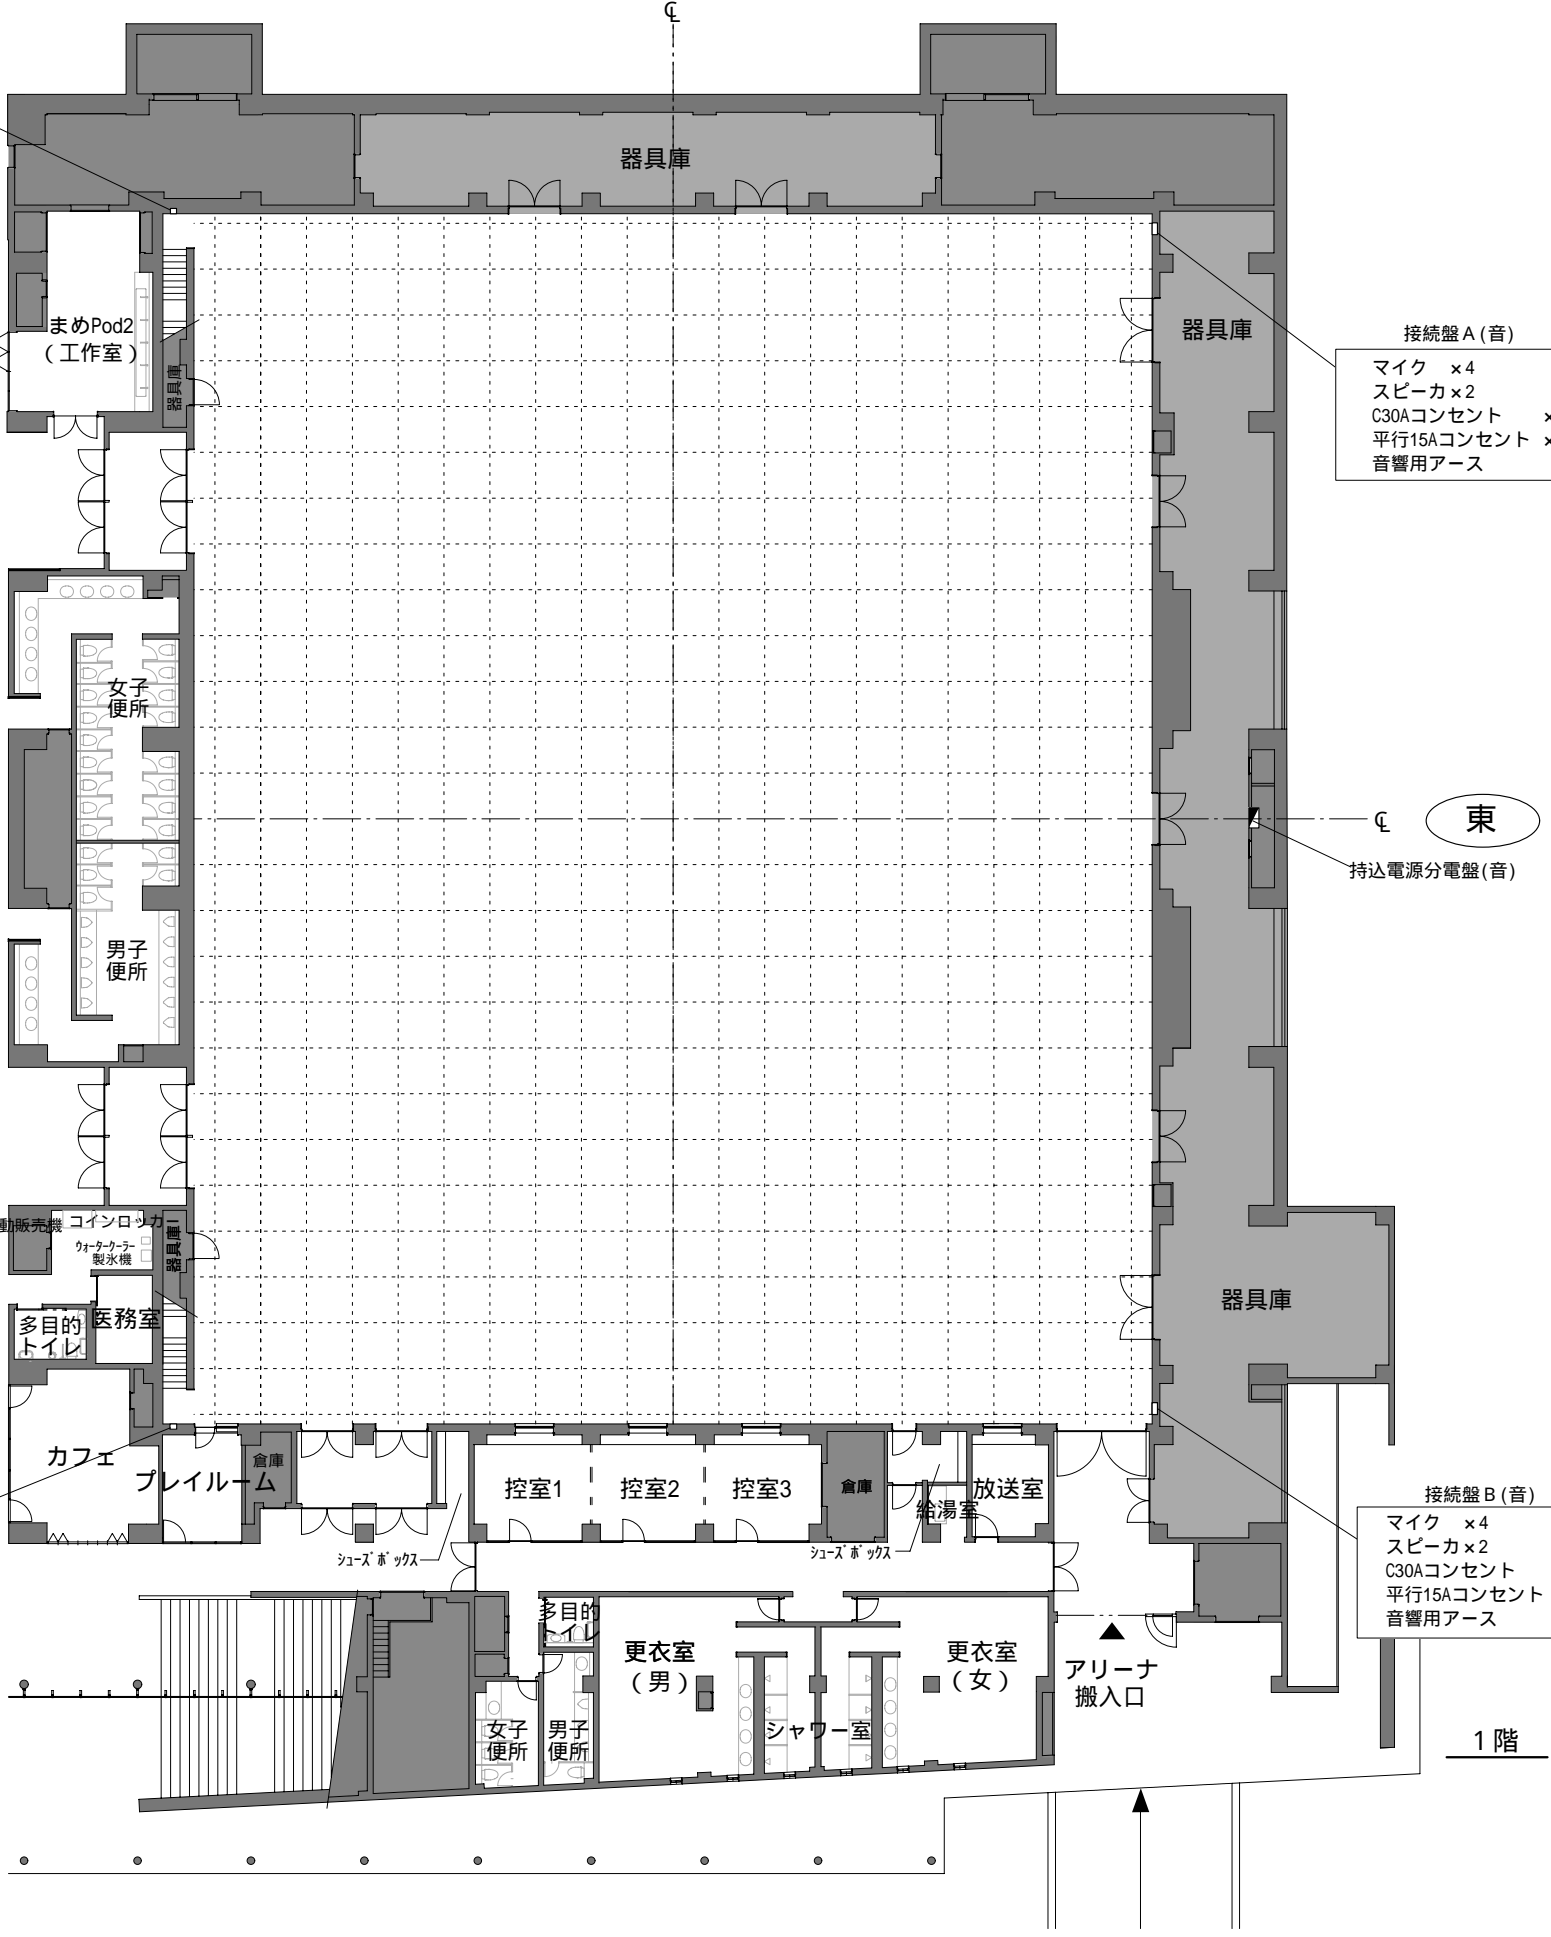 ℄
器具庫
まめPod2
（工作室）
器具庫
器具庫
接続盤A(音)
マイク ×4
スピーカ×2
C30Aコンセント ×
平行15Aコンセント ×
音響用アース
女子
便所
℄
東
持込電源分電盤(音)
男子
便所
動販売機
コインロッカー
ウォータークーラー
製氷機
器具庫
器具庫
多目的
トイレ
医務室
カフェ
プレイルーム
倉庫
控室1
控室2
控室3
倉庫
給湯室
放送室
シューズボックス
シューズボックス
接続盤B(音)
マイク ×4
スピーカ×2
C30Aコンセント
平行15Aコンセント
音響用アース
多目的
トイレ
更衣室
（男）
更衣室
（女）
アリーナ
搬入口
女子
便所
男子
便所
シャワー室
1階